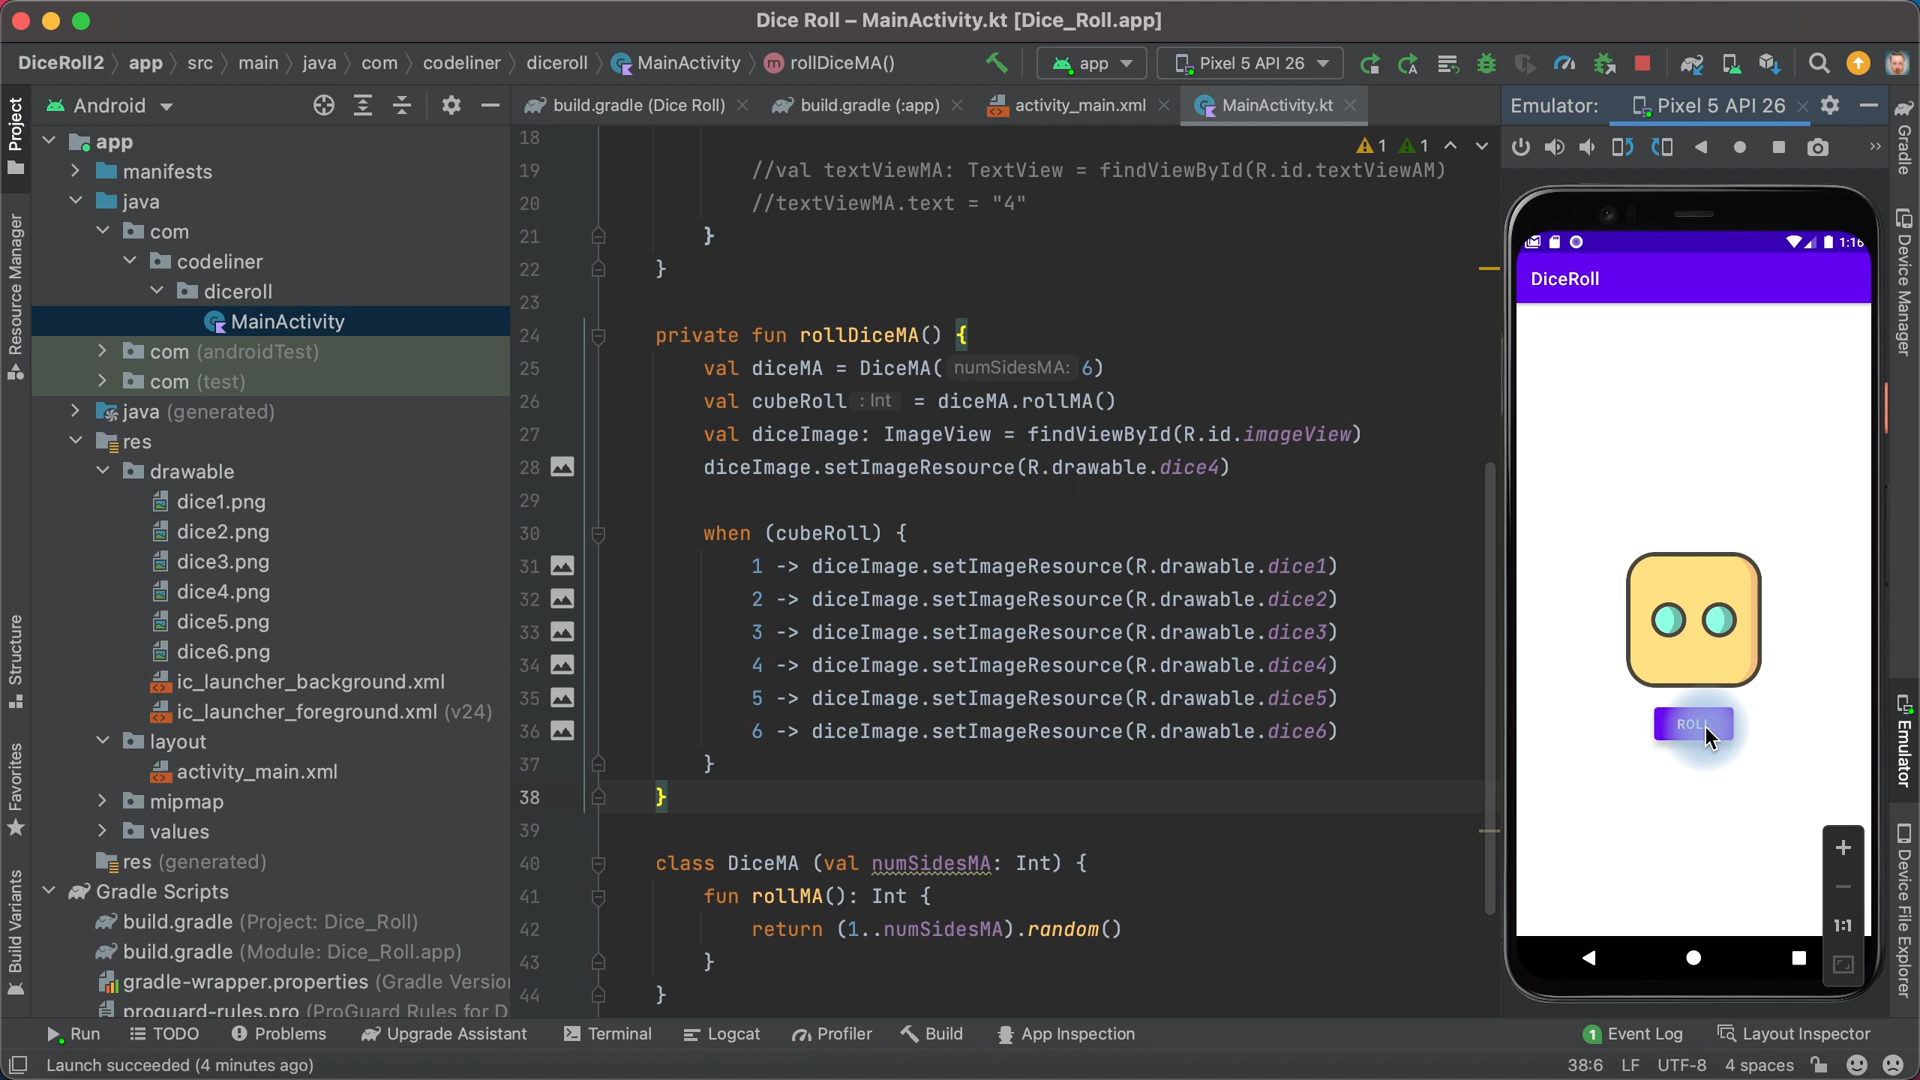 Dice Roll – MainActivity.kt [Dice_Roll.app]
DiceRoll2 app src main java com codeliner diceroll MainActivity rollDiceMA() app Pixel 5 API 26
Android
build.gradle (Dice Roll) build.gradle (:app) activity_main.xml MainActivity.kt
Emulator: Pixel 5 API 26
Project
Resource Manager
Structure
Favorites
Build Variants
app
manifests
java
com
codeliner
diceroll
MainActivity
com (androidTest)
com (test)
java (generated)
res
drawable
dice1.png
dice2.png
dice3.png
dice4.png
dice5.png
dice6.png
ic_launcher_background.xml
ic_launcher_foreground.xml (v24)
layout
activity_main.xml
mipmap
values
res (generated)
Gradle Scripts
build.gradle (Project: Dice_Roll)
build.gradle (Module: Dice_Roll.app)
gradle-wrapper.properties (Gradle Version
proguard-rules.pro (ProGuard Rules for D
1 1
18
19 //val textViewMA: TextView = findViewById(R.id.textViewAM)
20 //textViewMA.text = "4"
21 }
22 }
23
24 private fun rollDiceMA() {
25 val diceMA = DiceMA( numSidesMA: 6)
26 val cubeRoll : Int = diceMA.rollMA()
27 val diceImage: ImageView = findViewById(R.id.imageView)
28 diceImage.setImageResource(R.drawable.dice4)
29
30 when (cubeRoll) {
31 1 -> diceImage.setImageResource(R.drawable.dice1)
32 2 -> diceImage.setImageResource(R.drawable.dice2)
33 3 -> diceImage.setImageResource(R.drawable.dice3)
34 4 -> diceImage.setImageResource(R.drawable.dice4)
35 5 -> diceImage.setImageResource(R.drawable.dice5)
36 6 -> diceImage.setImageResource(R.drawable.dice6)
37 }
38 }
39
40 class DiceMA (val numSidesMA: Int) {
41 fun rollMA(): Int {
42 return (1..numSidesMA).random()
43 }
44 }
1:16
DiceRoll
ROLL
1:1
Gradle
Device Manager
Emulator
Device File Explorer
Run TODO Problems Upgrade Assistant Terminal Logcat Profiler Build App Inspection 1 Event Log Layout Inspector
Launch succeeded (4 minutes ago) 38:6 LF UTF-8 4 spaces